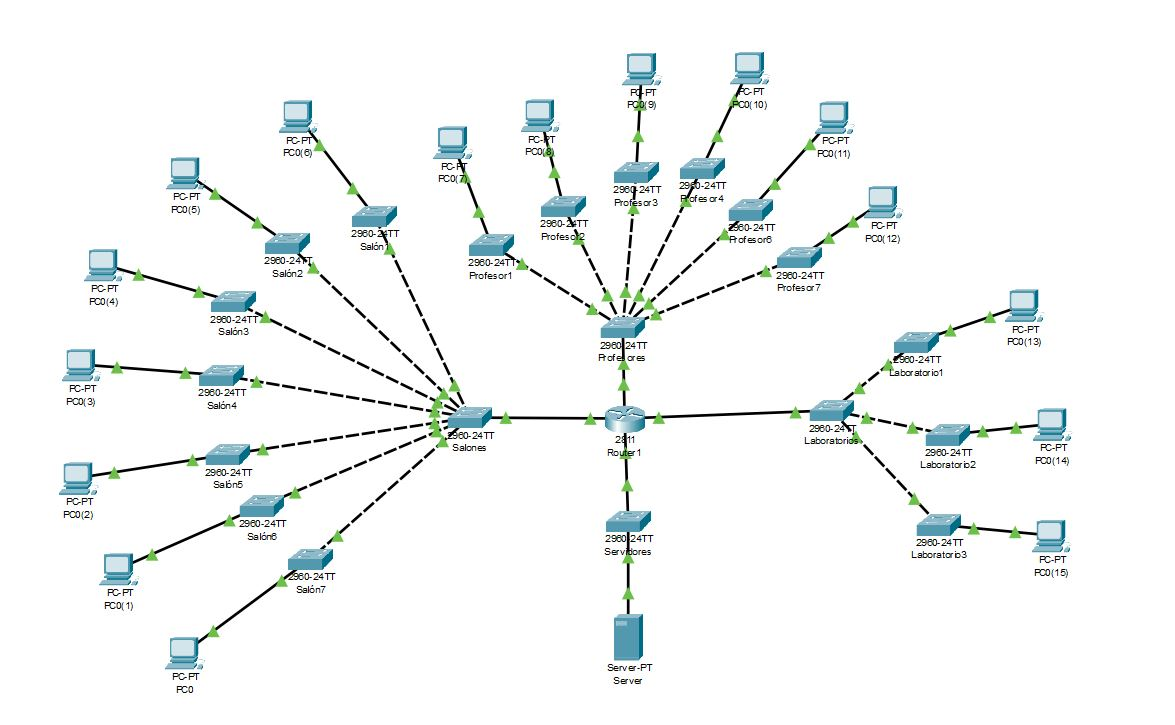 PC-PT
PC0(9)
PC-PT
PC0(10)
PC-PT
PC0(6)
PC-PT
PC0(7)
PC-PT
PC0(8)
PC-PT
PC0(11)
PC-PT
PC0(5)
2960-24TT
Salón1
2960-24TT
Salón2
2960-24TT
Profesor1
2960-24TT
Profesor2
2960-24TT
Profesor3
2960-24TT
Profesor4
2960-24TT
Profesor6
2960-24TT
Profesor7
PC-PT
PC0(12)
PC-PT
PC0(4)
2960-24TT
Salón3
2960-24TT
Profesores
2960-24TT
Laboratorio1
PC-PT
PC0(13)
PC-PT
PC0(3)
2960-24TT
Salón4
2960-24TT
Salones
2811
Router1
2960-24TT
Laboratorios
2960-24TT
Laboratorio2
PC-PT
PC0(14)
PC-PT
PC0(2)
2960-24TT
Salón5
2960-24TT
Salón6
2960-24TT
Servidores
2960-24TT
Laboratorio3
PC-PT
PC0(15)
PC-PT
PC0(1)
2960-24TT
Salón7
PC-PT
PC0
Server-PT
Server